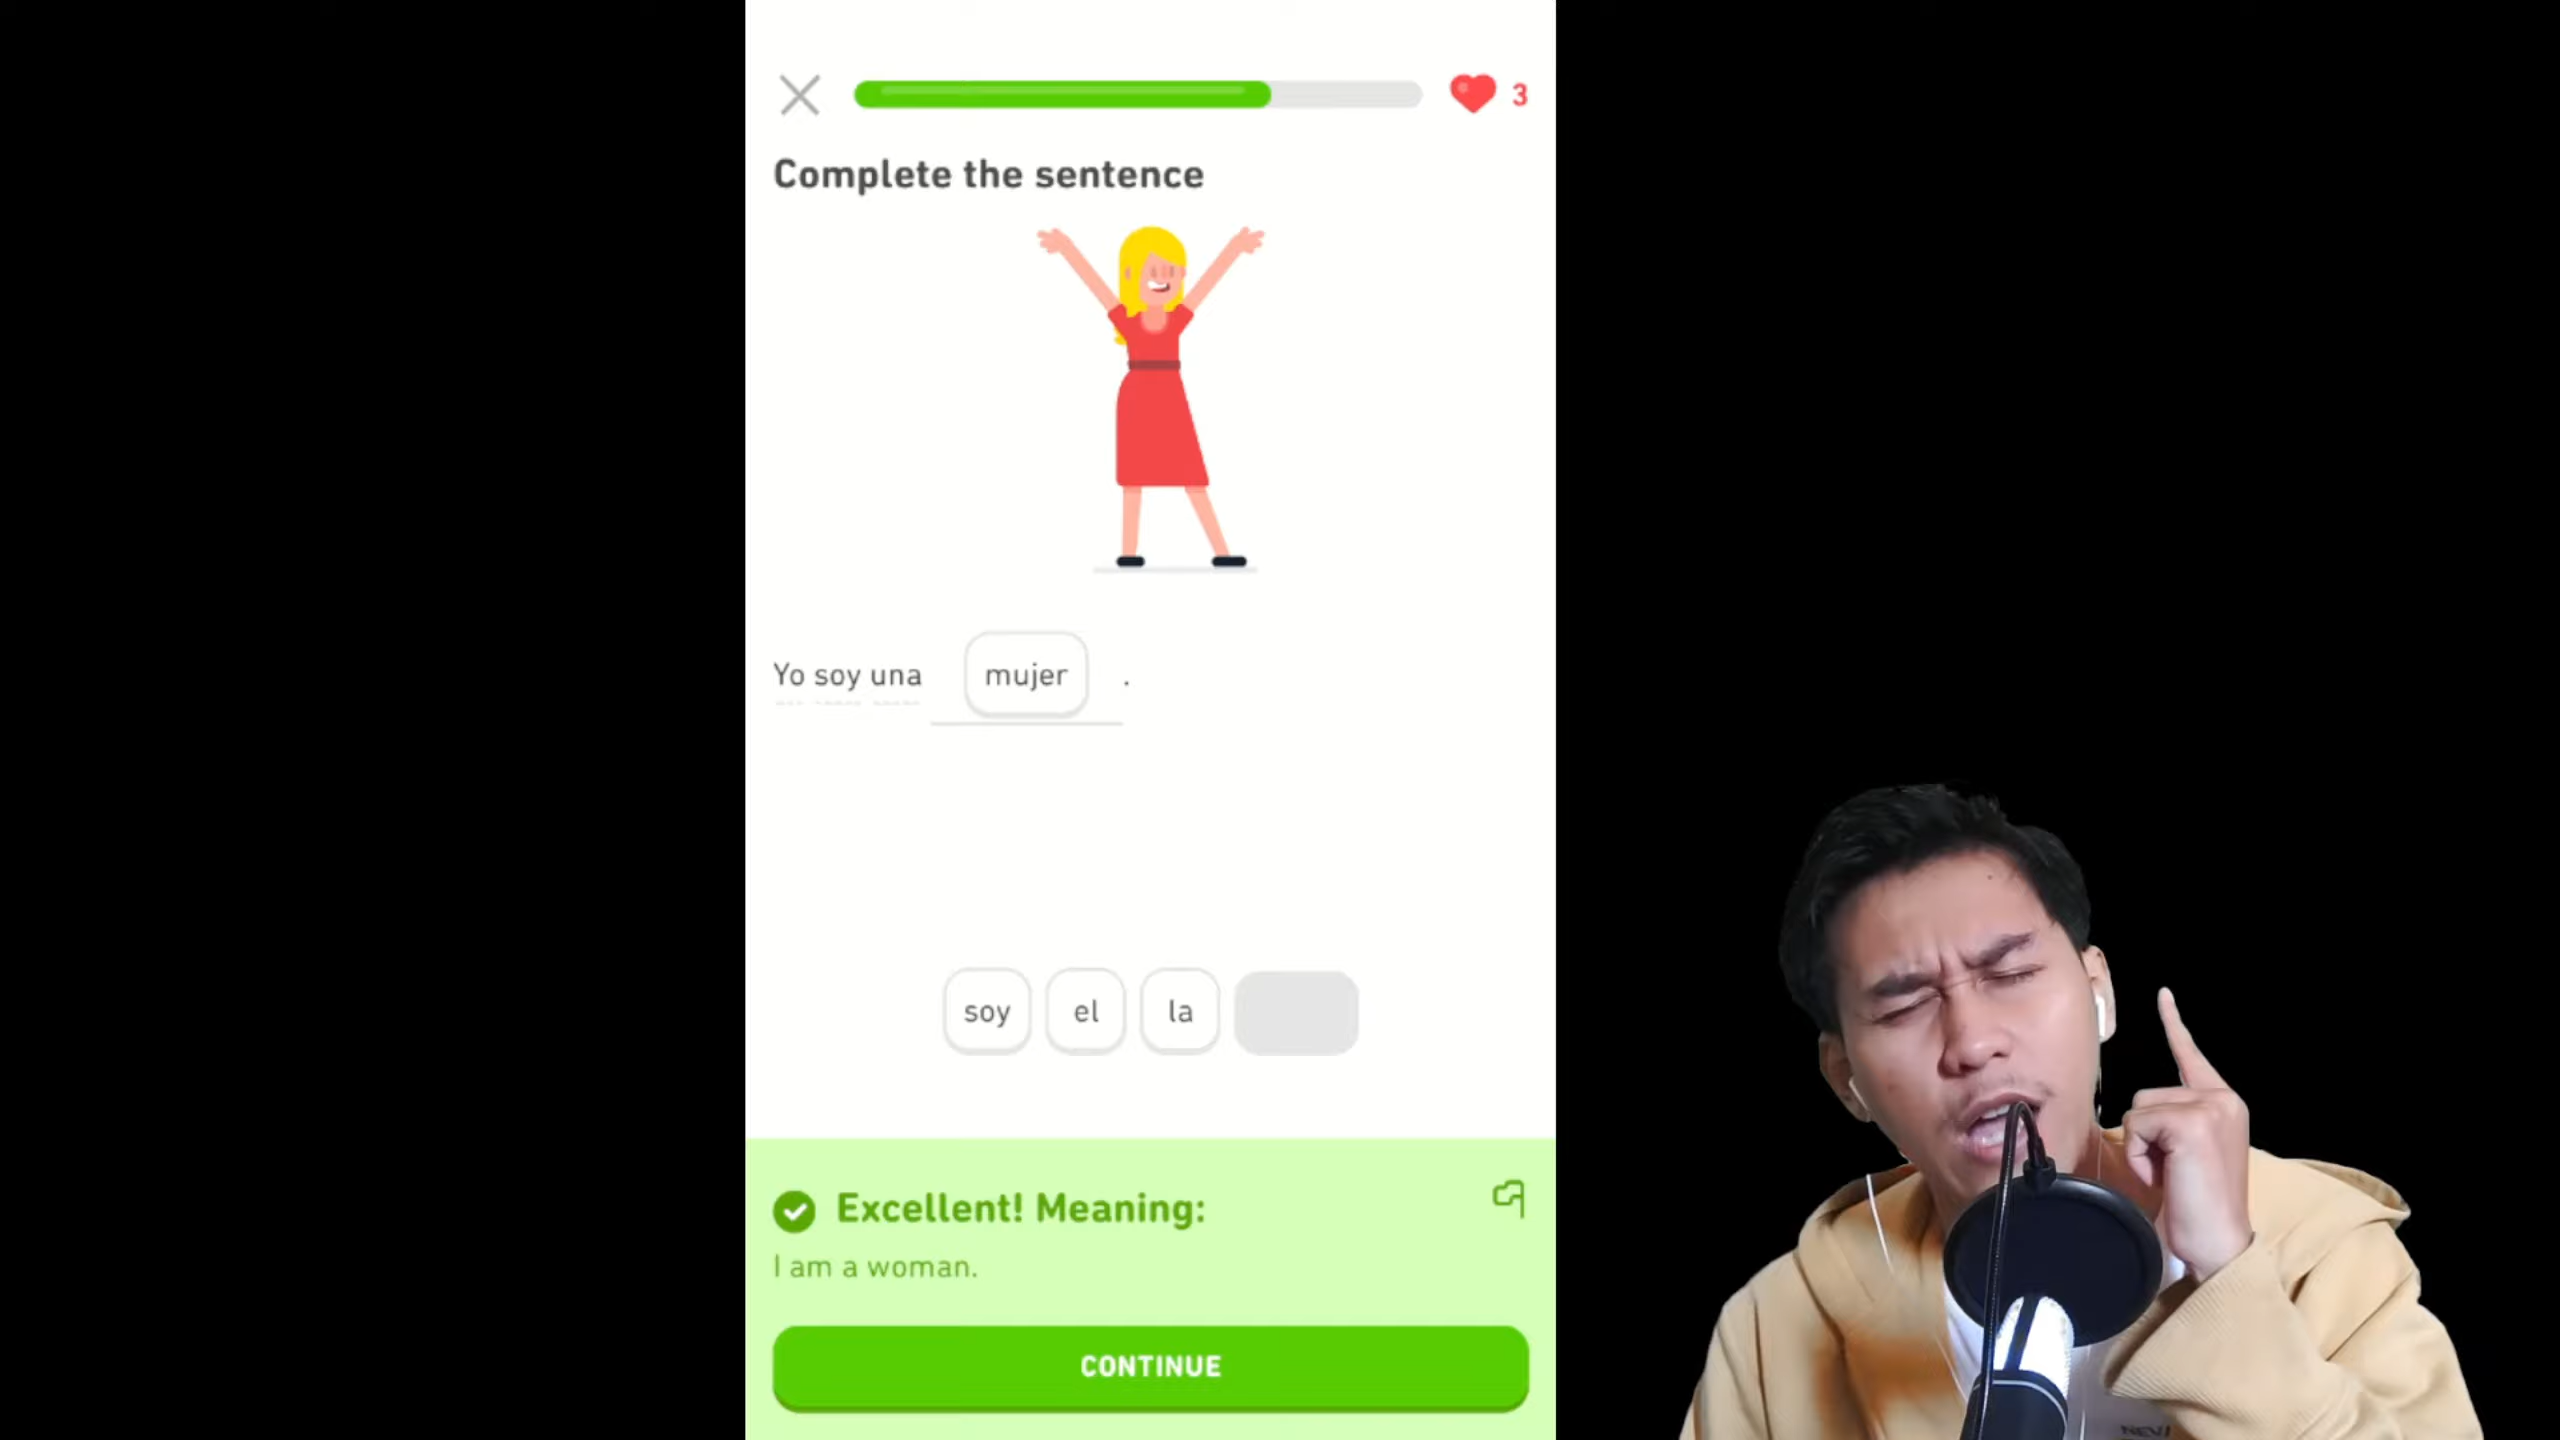 3
Complete the sentence
Yo soy una mujer .
soy el la
Excellent! Meaning:
I am a woman.
CONTINUE